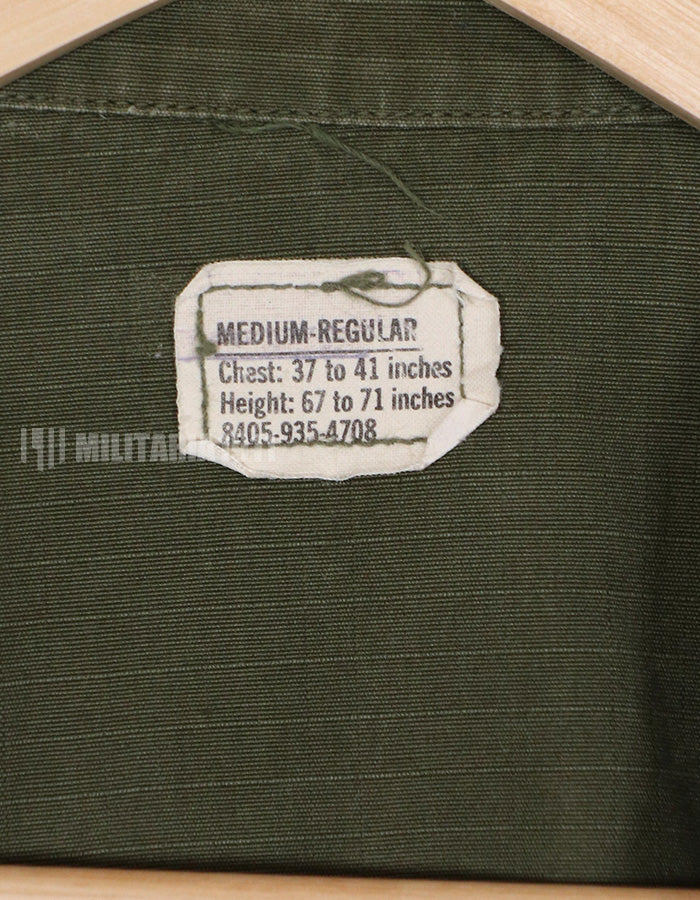 MEDIUM-REGULAR
Chest: 37 to 41 inches
Height: 67 to 71 inches
8405-935-4708